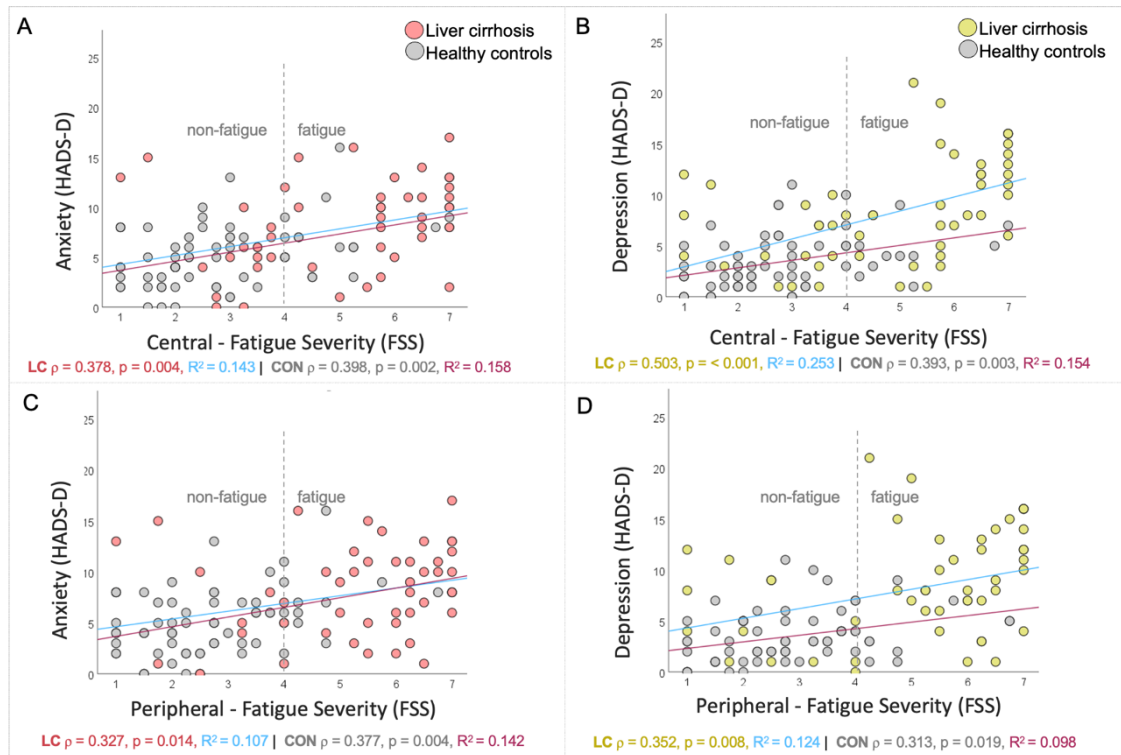 A
Liver cirrhosis
Healthy controls
25
20
15
10
5
0
non-fatigue
fatigue
Anxiety (HADS-D)
1 2 3 4 5 6 7
Central - Fatigue Severity (FSS)
LC ρ = 0.378, p = 0.004, R² = 0.143 | CON ρ = 0.398, p = 0.002, R² = 0.158
B
Liver cirrhosis
Healthy controls
25
20
15
10
5
0
non-fatigue
fatigue
Depression (HADS-D)
1 2 3 4 5 6 7
Central - Fatigue Severity (FSS)
LC ρ = 0.503, p = < 0.001, R² = 0.253 | CON ρ = 0.393, p = 0.003, R² = 0.154
C
25
20
15
10
5
0
non-fatigue
fatigue
Anxiety (HADS-D)
1 2 3 4 5 6 7
Peripheral - Fatigue Severity (FSS)
LC ρ = 0.327, p = 0.014, R² = 0.107 | CON ρ = 0.377, p = 0.004, R² = 0.142
D
25
20
15
10
5
0
non-fatigue
fatigue
Depression (HADS-D)
1 2 3 4 5 6 7
Peripheral - Fatigue Severity (FSS)
LC ρ = 0.352, p = 0.008, R² = 0.124 | CON ρ = 0.313, p = 0.019, R² = 0.098